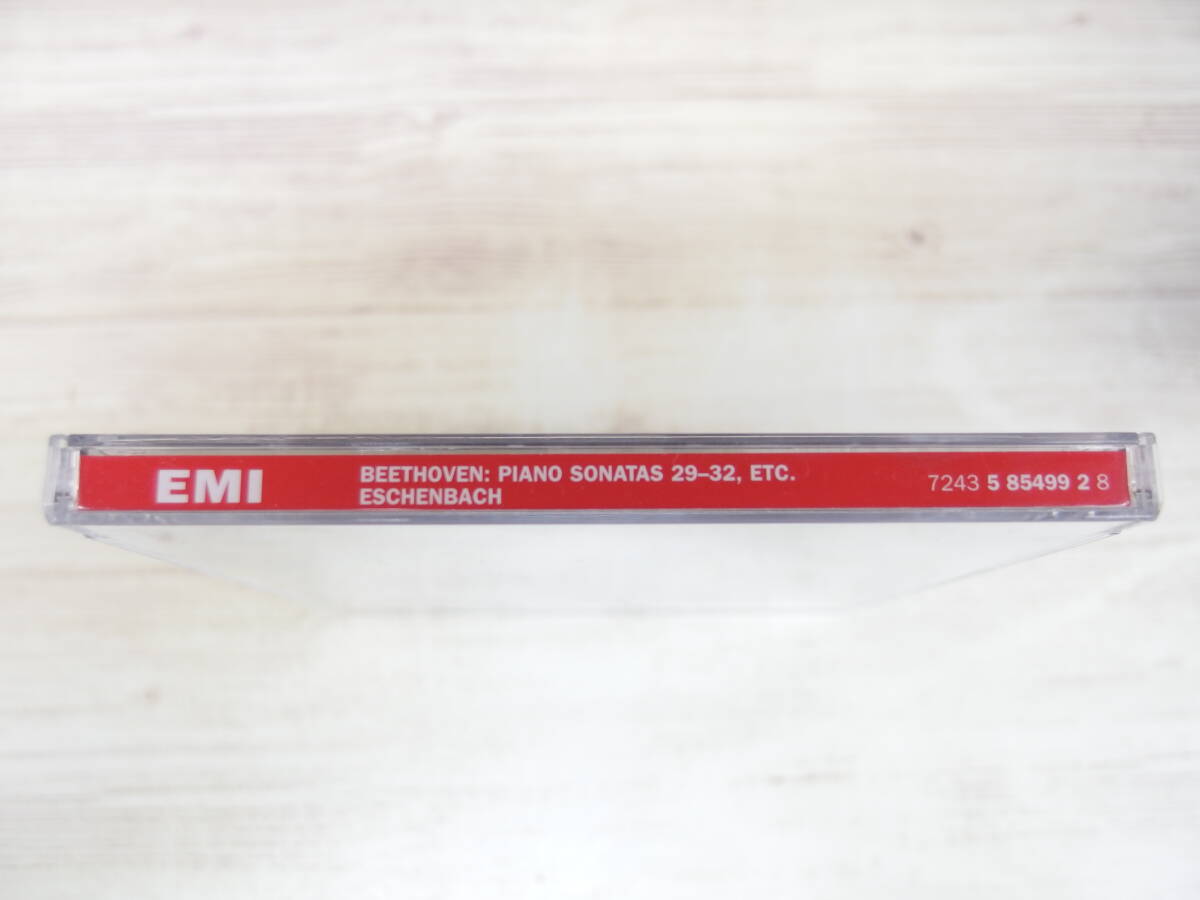 EMI
BEETHOVEN: PIANO SONATAS 29–32, ETC.
ESCHENBACH
7243 5 85499 2 8